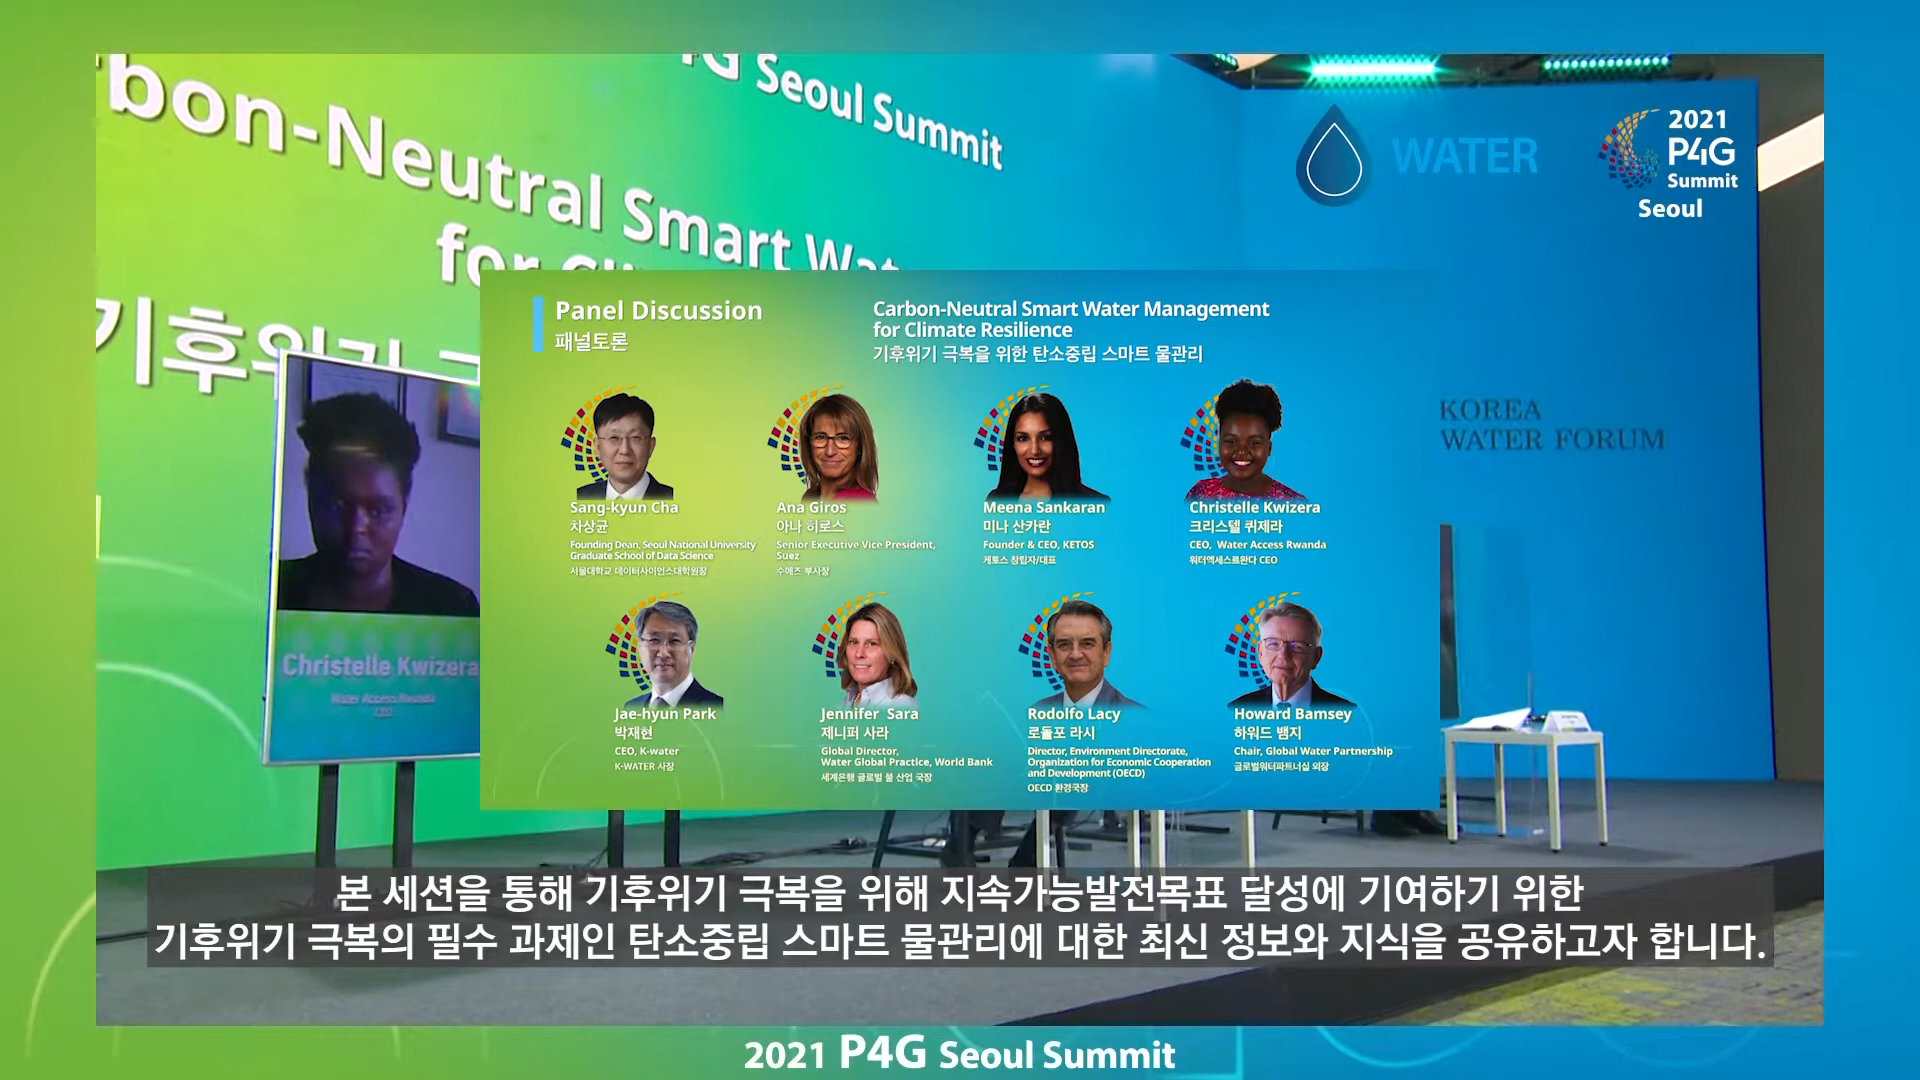 bon-Neutral Smart Wat
for
P4G Seoul Summit
기후위기
WATER
2021
P4G
Summit
Seoul
Panel Discussion
패널토론
Carbon-Neutral Smart Water Management
for Climate Resilience
기후위기 극복을 위한 탄소중립 스마트 물관리
Sang-kyun Cha
차상균
Founding Dean, Seoul National University
Graduate School of Data Science
서울대학교 데이터사이언스대학원장
Ana Giros
아나 히로스
Senior Executive Vice President,
Suez
수에즈 부사장
Meena Sankaran
미나 산카란
Founder & CEO, KETOS
케토스 창립자/대표
Christelle Kwizera
크리스텔 퀴제라
CEO, Water Access Rwanda
워터엑세스르완다 CEO
Jae-hyun Park
박재현
CEO, K-water
K-WATER 사장
Jennifer Sara
제니퍼 사라
Global Director,
Water Global Practice, World Bank
세계은행 글로벌 물 산업 국장
Rodolfo Lacy
로돌포 라시
Director, Environment Directorate,
Organization for Economic Cooperation
and Development (OECD)
OECD 환경국장
Howard Bamsey
하워드 뱀지
Chair, Global Water Partnership
글로벌워터파트너십 의장
KOREA
WATER FORUM
Christelle Kwizera
Water Access Rwanda
CEO
본 세션을 통해 기후위기 극복을 위해 지속가능발전목표 달성에 기여하기 위한
기후위기 극복의 필수 과제인 탄소중립 스마트 물관리에 대한 최신 정보와 지식을 공유하고자 합니다.
2021 P4G Seoul Summit